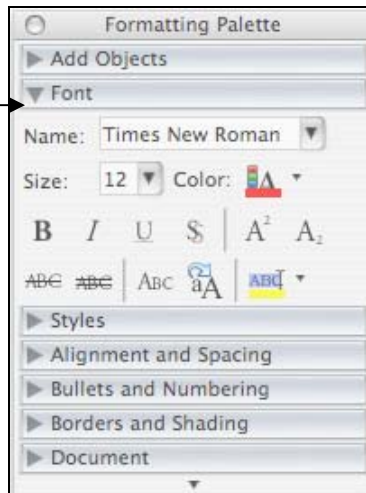 Formatting Palette
Add Objects
Font
Name: Times New Roman
Size: 12 Color: A
B I U S A² A₂
ABC ABC ABC aA ABC
Styles
Alignment and Spacing
Bullets and Numbering
Borders and Shading
Document